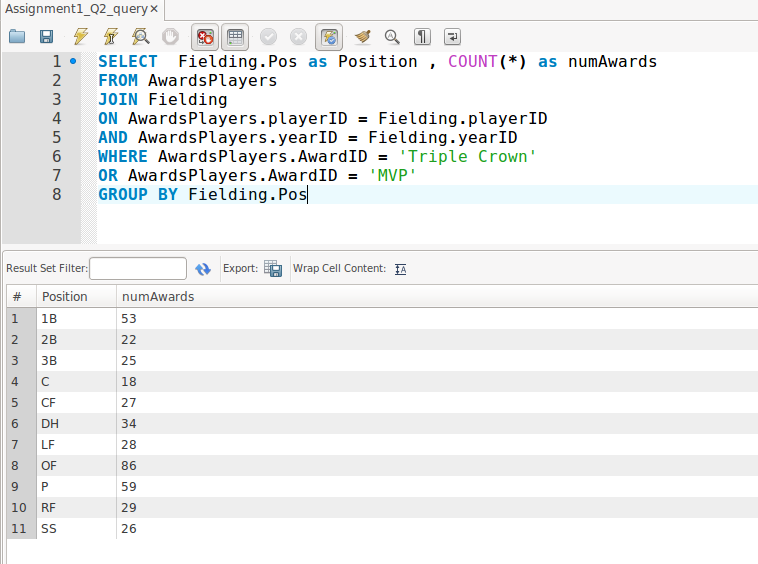 Assignment1_Q2_query×
1 SELECT  Fielding.Pos as Position , COUNT(*) as numAwards
2 FROM AwardsPlayers
3 JOIN Fielding
4 ON AwardsPlayers.playerID = Fielding.playerID
5 AND AwardsPlayers.yearID = Fielding.yearID
6 WHERE AwardsPlayers.AwardID = 'Triple Crown'
7 OR AwardsPlayers.AwardID = 'MVP'
8 GROUP BY Fielding.Pos
Result Set Filter: Export: Wrap Cell Content:
# Position numAwards
1 1B 53
2 2B 22
3 3B 25
4 C 18
5 CF 27
6 DH 34
7 LF 28
8 OF 86
9 P 59
10 RF 29
11 SS 26